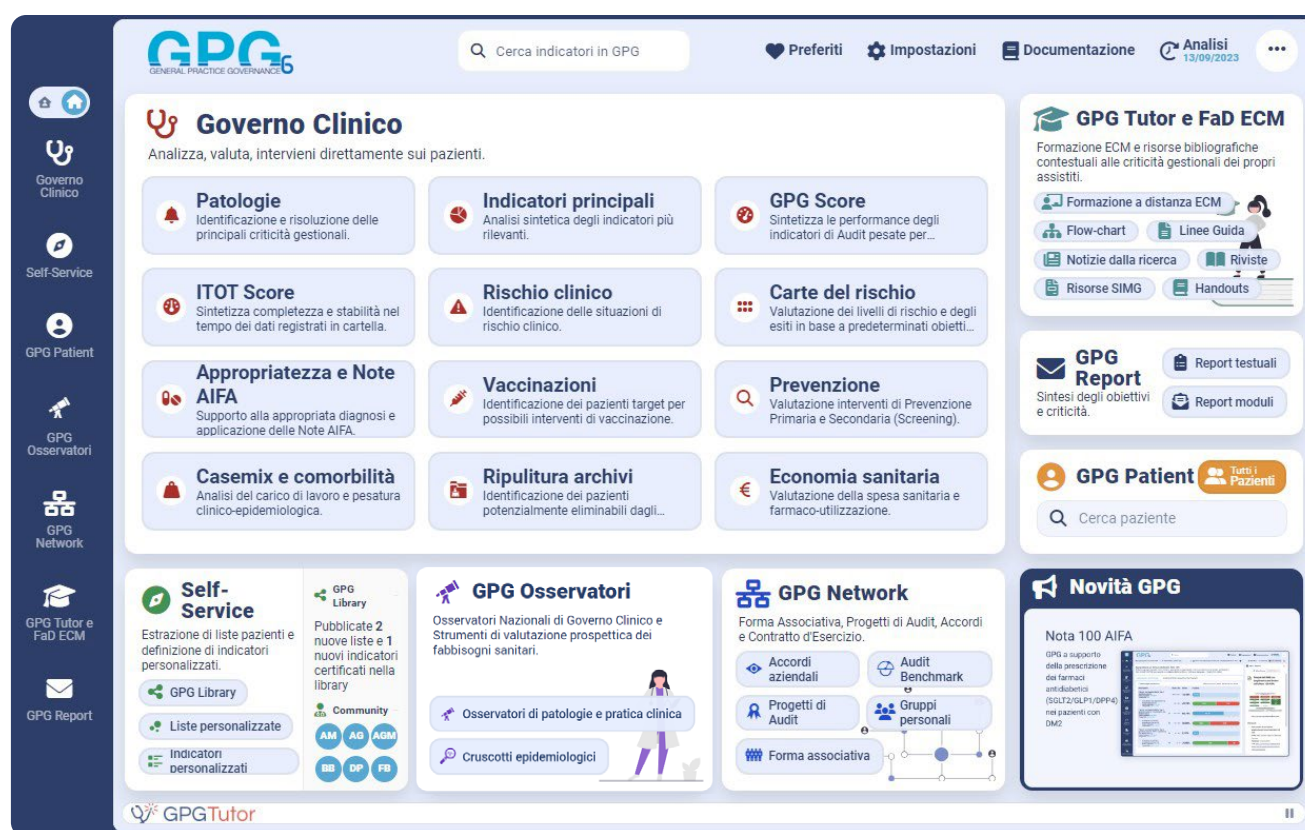 GPG6
GENERAL PRACTICE GOVERNANCE
Cerca indicatori in GPG
Preferiti
Impostazioni
Documentazione
Analisi
13/09/2023
Governo
Clinico
Self-Service
GPG Patient
GPG
Osservatori
GPG
Network
GPG Tutor e
FaD ECM
GPG Report
Governo Clinico
Analizza, valuta, intervieni direttamente sui pazienti.
Patologie
Identificazione e risoluzione delle
principali criticità gestionali.
Indicatori principali
Analisi sintetica degli indicatori più
rilevanti.
GPG Score
Sintetizza le performance degli
indicatori di Audit pesate per...
ITOT Score
Sintetizza completezza e stabilità nel
tempo dei dati registrati in cartella.
Rischio clinico
Identificazione delle situazioni di
rischio clinico.
Carte del rischio
Valutazione dei livelli di rischio e degli
esiti in base a predeterminati obietti...
Appropriatezza e Note
AIFA
Supporto alla appropriata diagnosi e
applicazione delle Note AIFA.
Vaccinazioni
Identificazione dei pazienti target per
possibili interventi di vaccinazione.
Prevenzione
Valutazione interventi di Prevenzione
Primaria e Secondaria (Screening).
Casemix e comorbilità
Analisi del carico di lavoro e pesatura
clinico-epidemiologica.
Ripulitura archivi
Identificazione dei pazienti
potenzialmente eliminabili dagli...
Economia sanitaria
Valutazione della spesa sanitaria e
farmaco-utilizzazione.
GPG Tutor e FaD ECM
Formazione ECM e risorse bibliografiche
contestuali alle criticità gestionali dei propri
assistiti.
Formazione a distanza ECM
Flow-chart
Linee Guida
Notizie dalla ricerca
Riviste
Risorse SIMG
Handouts
GPG
Report
Sintesi degli obiettivi
e criticità.
Report testuali
Report moduli
GPG Patient
Tutti i
Pazienti
Cerca paziente
Self-
Service
Estrazione di liste pazienti e
definizione di indicatori
personalizzati.
GPG Library
Liste personalizzate
Indicatori
personalizzati
GPG
Library
Pubblicate 2
nuove liste e 1
nuovi indicatori
certificati nella
library
Community
AM AG AGM
BB DP FB
GPG Osservatori
Osservatori Nazionali di Governo Clinico e
Strumenti di valutazione prospettica dei
fabbisogni sanitari.
Osservatori di patologie e pratica clinica
Cruscotti epidemiologici
GPG Network
Forma Associativa, Progetti di Audit, Accordi
e Contratto d'Esercizio.
Accordi
aziendali
Audit
Benchmark
Progetti di
Audit
Gruppi
personali
Forma associativa
Novità GPG
Nota 100 AIFA
GPG a supporto
della prescrizione
dei farmaci
antidiabetici
(SGLT2/GLP1/DPP4)
nei pazienti con
DM2
GPGTutor